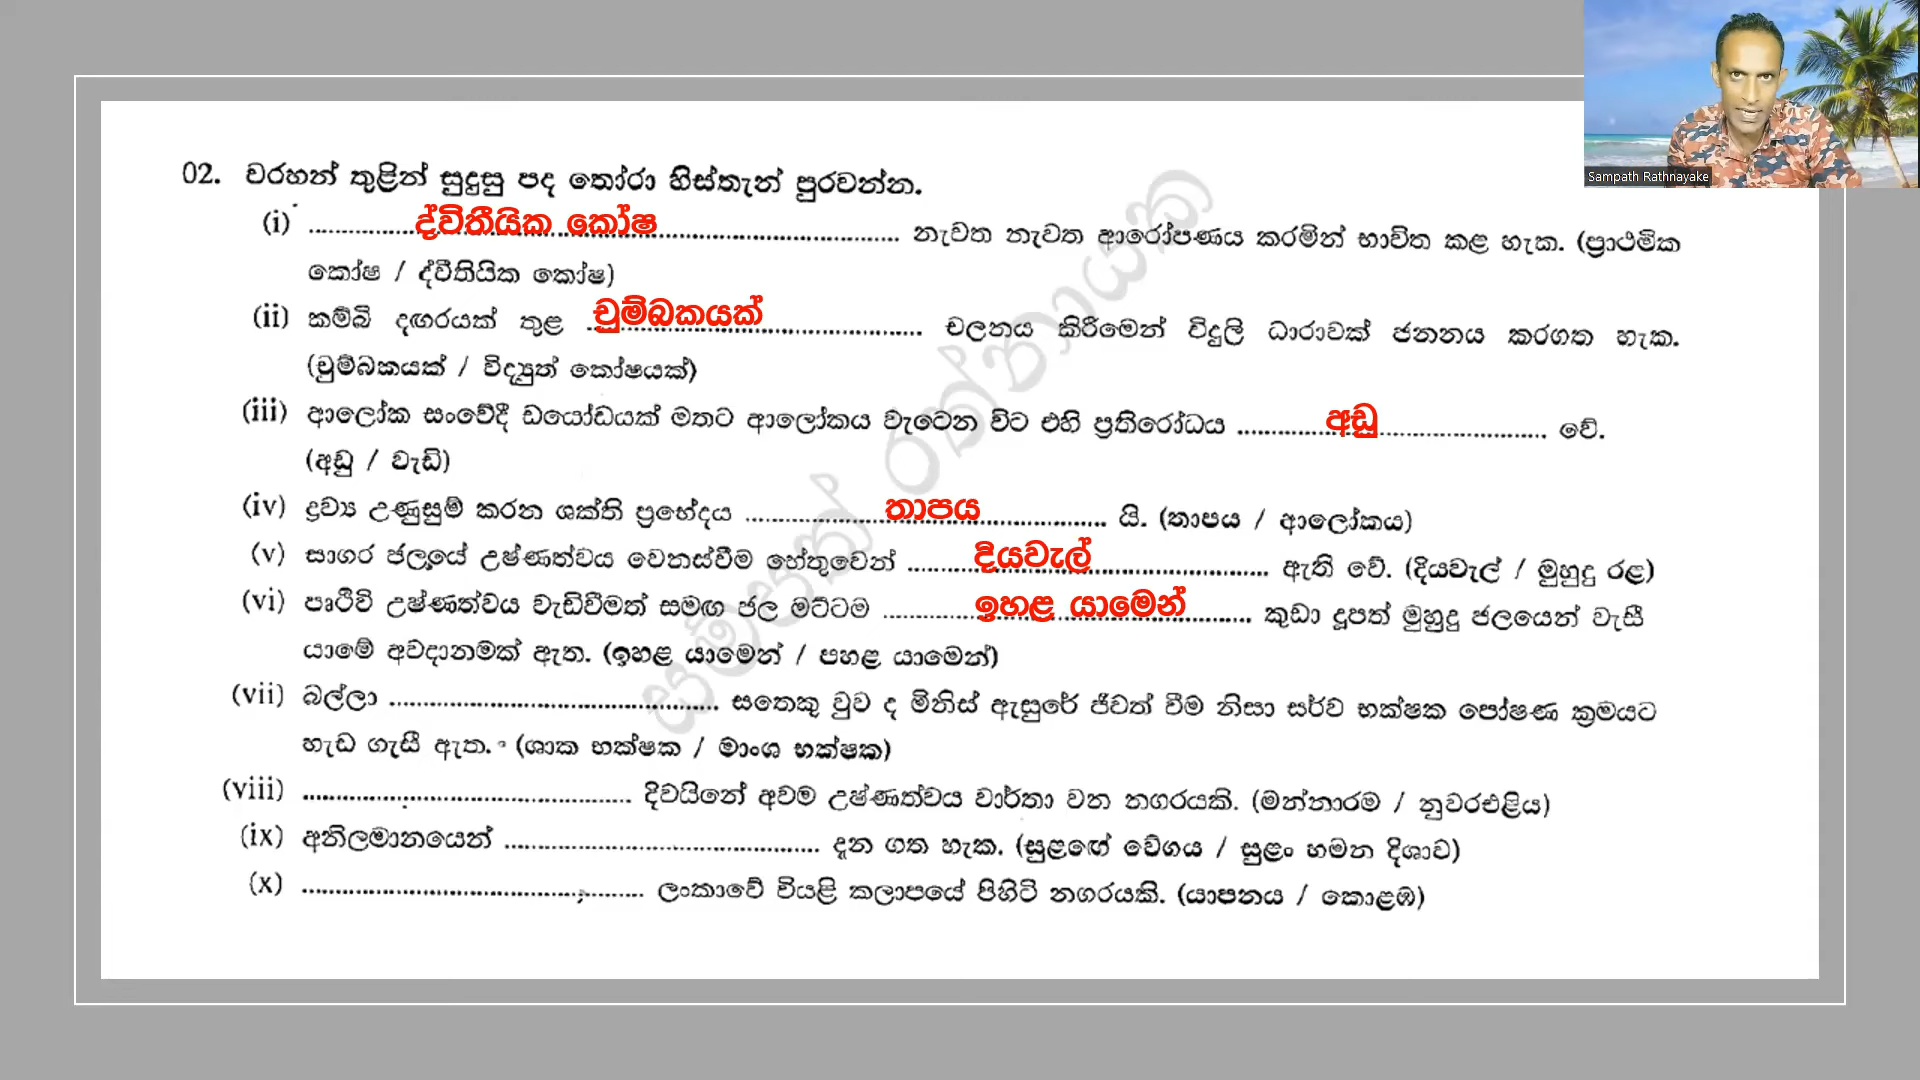 Sampath Rathnayake
02. වරහන් තුළින් සුදුසු පද තෝරා හිස්තැන් පුරවන්න.
(i) ද්විතීයික කෝෂ නැවත නැවත ආරෝපණය කරමින් භාවිත කළ හැක. (ප්‍රාථමික
කෝෂ / ද්වීතියික කෝෂ)
(ii) කම්බි දඟරයක් තුළ චුම්බකයක් චලනය කිරීමෙන් විදුලි ධාරාවක් ජනනය කරගත හැක.
(චුම්බකයක් / විද්‍යුත් කෝෂයක්)
(iii) ආලෝක සංවේදී ඩයෝඩයක් මතට ආලෝකය වැටෙන විට එහි ප්‍රතිරෝධය අඩු වේ.
(අඩු / වැඩි)
(iv) ද්‍රව්‍ය උණුසුම් කරන ශක්ති ප්‍රභේදය තාපය යි. (තාපය / ආලෝකය)
(v) සාගර ජලයේ උෂ්ණත්වය වෙනස්වීම හේතුවෙන් දියවැල් ඇති වේ. (දියවැල් / මුහුදු රළ)
(vi) පෘථිවි උෂ්ණත්වය වැඩිවීමත් සමඟ ජල මට්ටම ඉහළ යාමෙන් කුඩා දූපත් මුහුදු ජලයෙන් වැසී
යාමේ අවදානමක් ඇත. (ඉහළ යාමෙන් / පහළ යාමෙන්)
(vii) බල්ලා ........ සතෙකු වුව ද මිනිස් ඇසුරේ ජීවත් වීම නිසා සර්ව භක්ෂක පෝෂණ ක්‍රමයට
හැඩ ගැසී ඇත. (ශාක භක්ෂක / මාංශ භක්ෂක)
(viii) ........ දිවයිනේ අවම උෂ්ණත්වය වාර්තා වන නගරයකි. (මන්නාරම / නුවරඑළිය)
(ix) අනිලමානයෙන් ........ දැන ගත හැක. (සුළඟේ වේගය / සුළං හමන දිශාව)
(x) ........ ලංකාවේ වියළි කලාපයේ පිහිටි නගරයකි. (යාපනය / කොළඹ)
සම්පත් රත්නායක